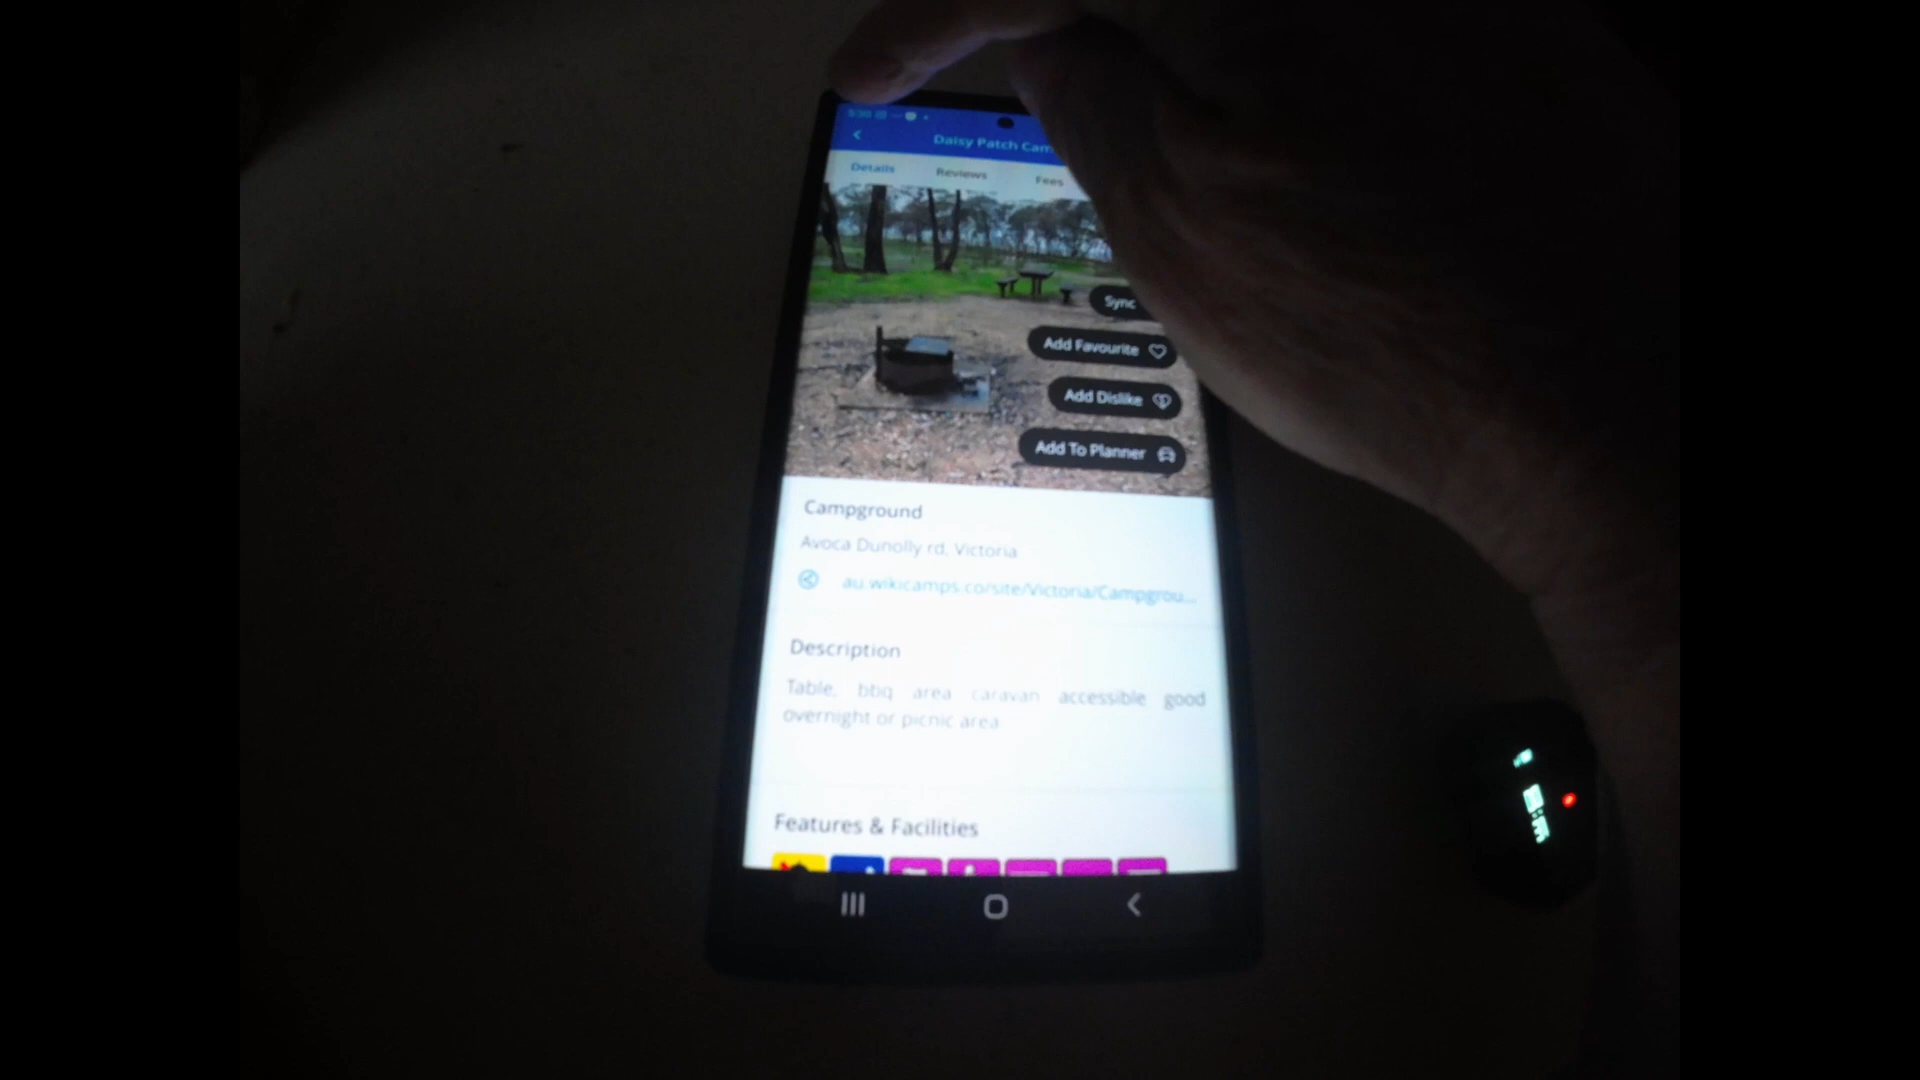 Daisy Patch Cam
Details Reviews Fees
Sync
Add Favourite
Add Dislike
Add To Planner
Campground
Avoca Dunolly rd, Victoria
au.wikicamps.co/site/Victoria/Campgrou...
Description
Table, bbq area caravan accessible good
overnight or picnic area
Features & Facilities